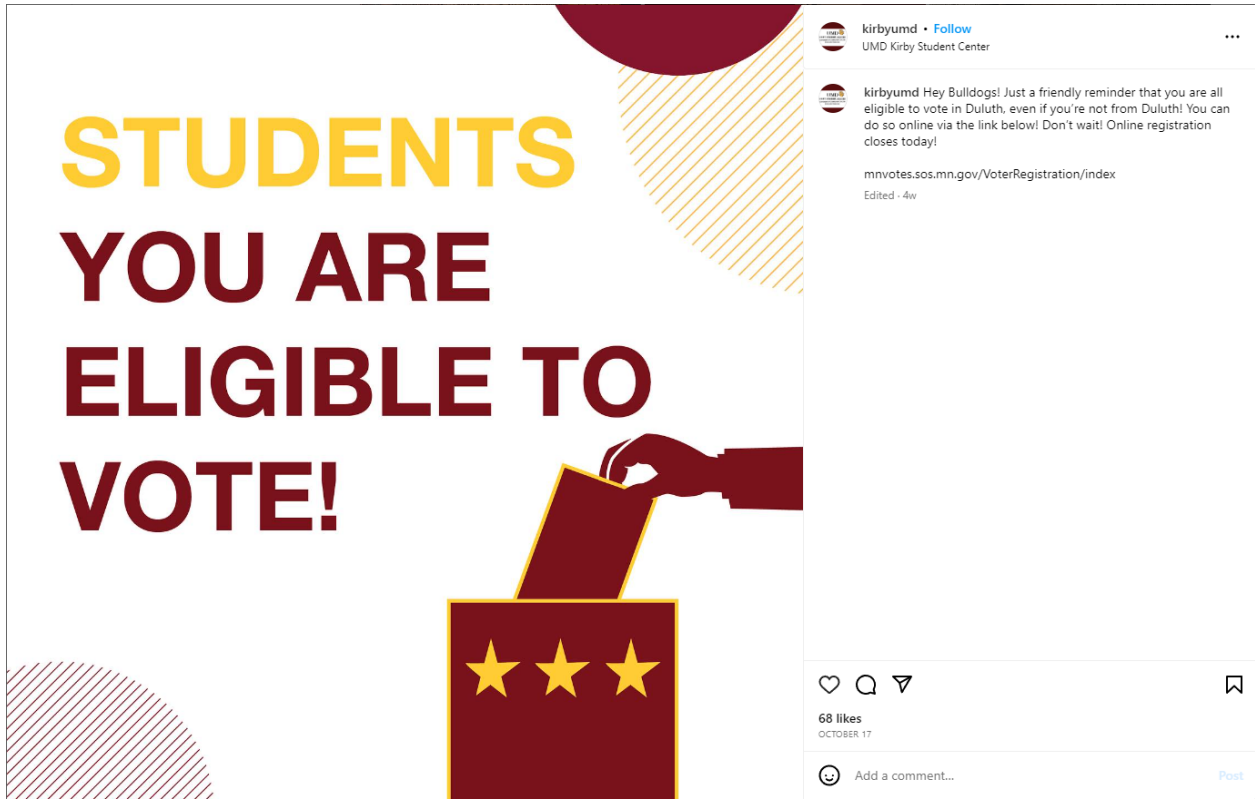 STUDENTS
YOU ARE
ELIGIBLE TO
VOTE!
kirbyumd • Follow
UMD Kirby Student Center
kirbyumd Hey Bulldogs! Just a friendly reminder that you are all
eligible to vote in Duluth, even if you're not from Duluth! You can
do so online via the link below! Don't wait! Online registration
closes today!
mnvotes.sos.mn.gov/VoterRegistration/index
Edited · 4w
68 likes
OCTOBER 17
Add a comment...
Post